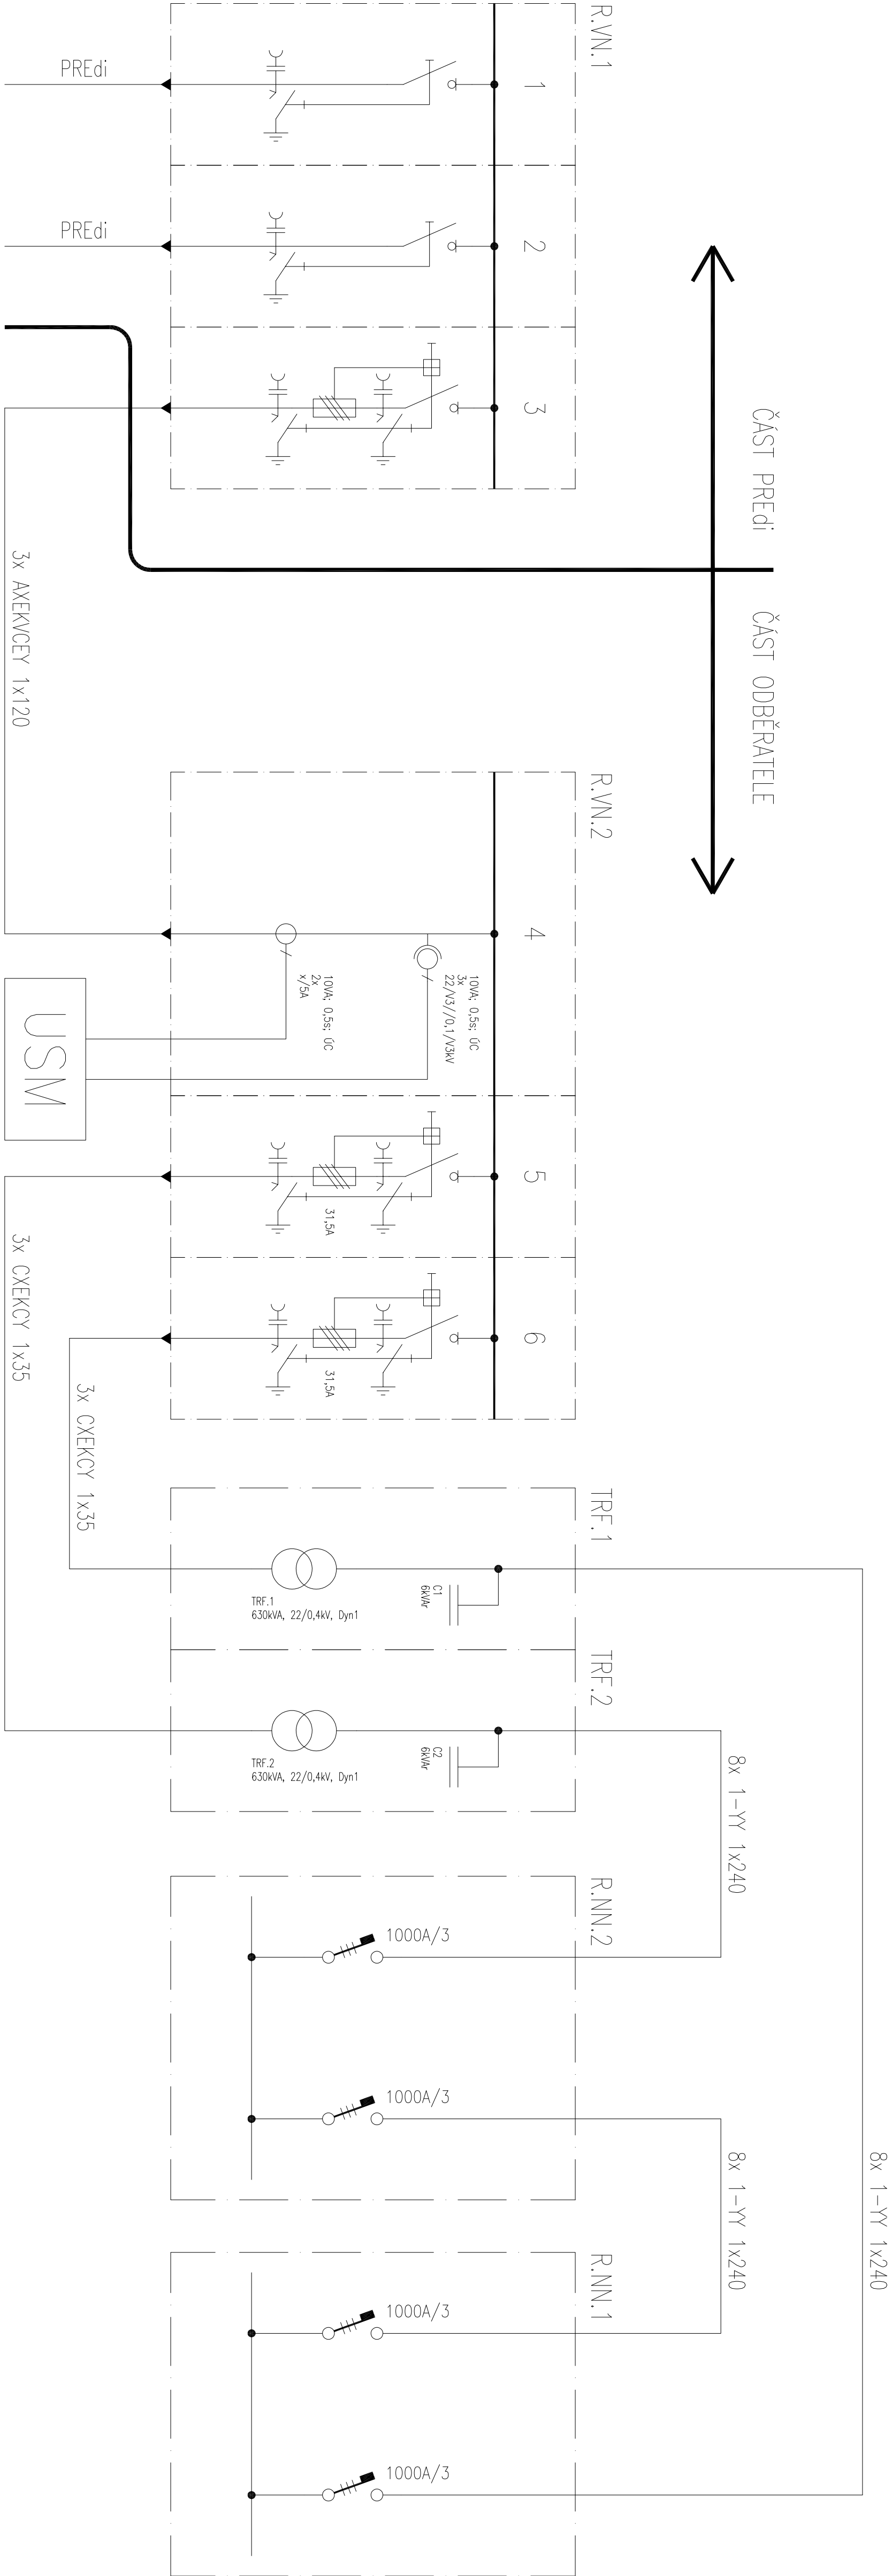 R.VN.1
1
PREdi
2
PREdi
3
ČÁST PREdi
ČÁST ODBĚRATELE
3x AXEKVCEY 1x120
R.VN.2
4
10VA; 0,5s; ÚC
3x
22/V3//0,1/V3kV
10VA; 0,5s; ÚC
2x
x/5A
USM
5
31,5A
3x CXEKCY 1x35
6
31,5A
3x CXEKCY 1x35
TRF.1
C1
6kVAr
TRF.1
630kVA, 22/0,4kV, Dyn1
TRF.2
C2
6kVAr
TRF.2
630kVA, 22/0,4kV, Dyn1
8x 1-YY 1x240
R.NN.2
1000A/3
1000A/3
8x 1-YY 1x240
8x 1-YY 1x240
R.NN.1
1000A/3
1000A/3